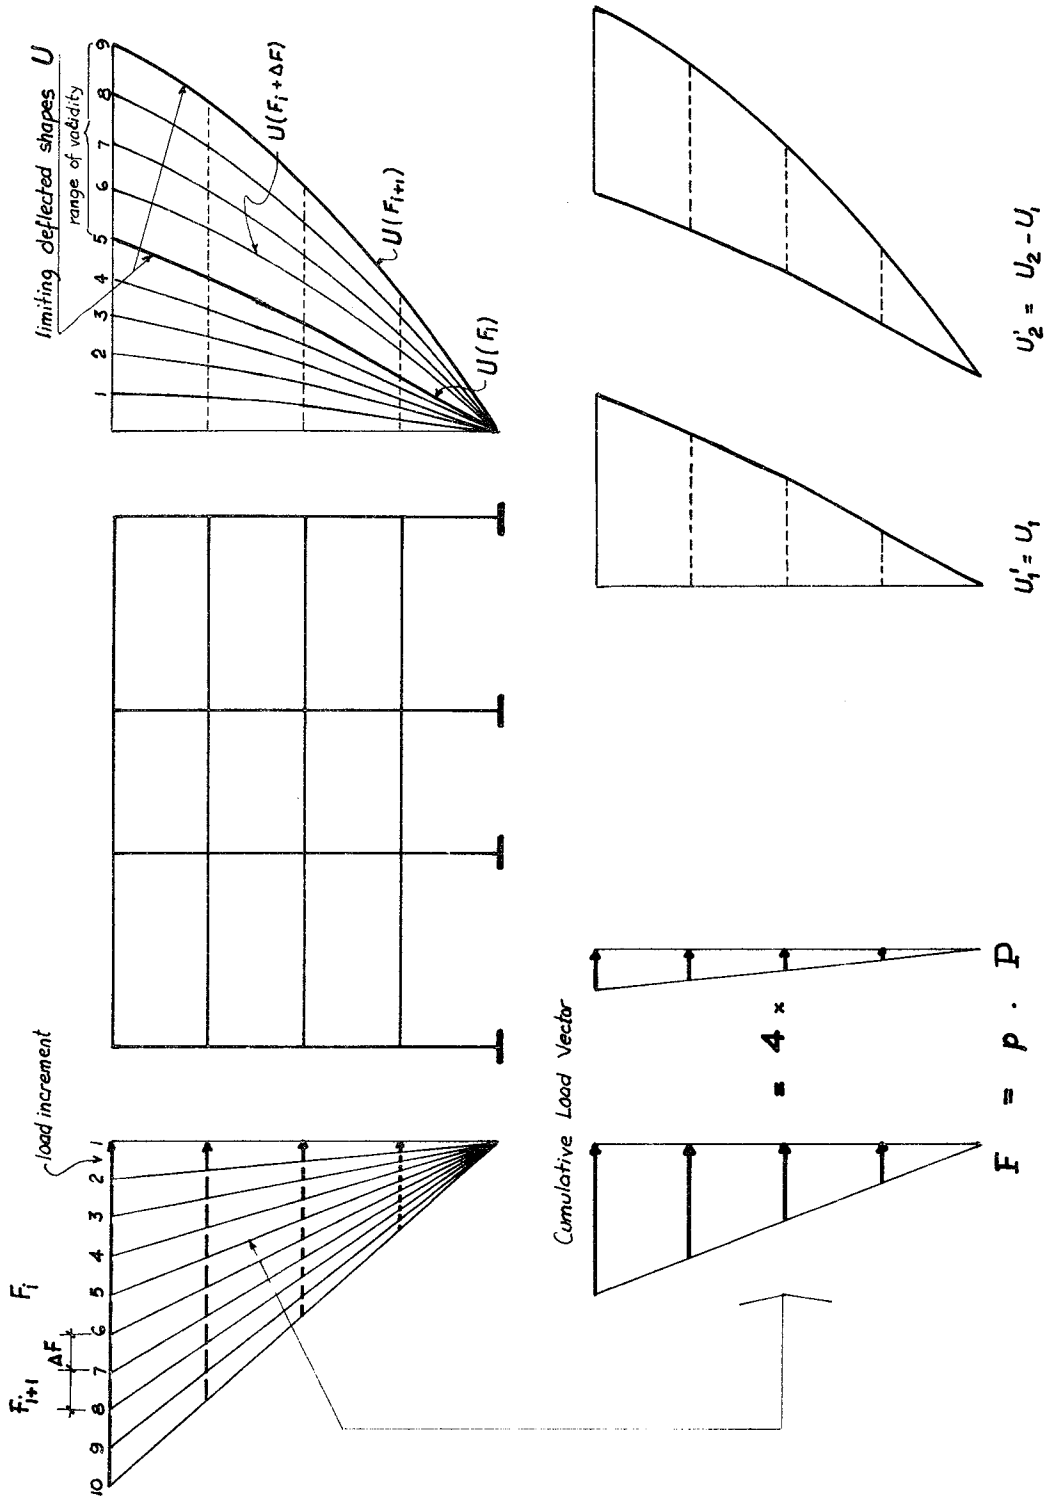 F_{i+1} F_i
ΔF
load increment
10 9 8 7 6 5 4 3 2 v 1
limiting deflected shapes U
range of validity
1 2 3 4 5 6 7 8 9
U(F_i + ΔF)
U(F_{i+1})
U(F_i)
Cumulative Load Vector
= 4 ×
F = p · P
U'_1 = U_1
U'_2 = U_2 - U_1